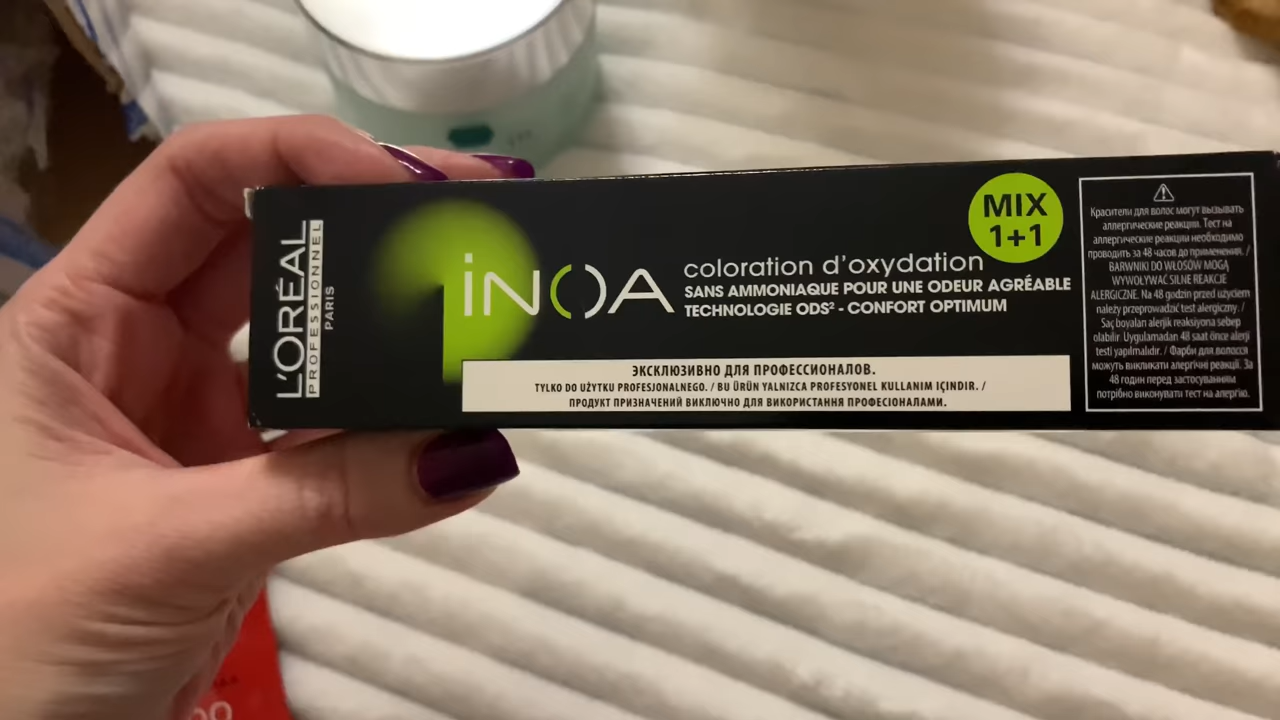 L'ORÉAL
PROFESSIONNEL
PARIS
iNOA
coloration d'oxydation
SANS AMMONIAQUE POUR UNE ODEUR AGRÉABLE
TECHNOLOGIE ODS² - CONFORT OPTIMUM
MIX
1+1
ЭКСКЛЮЗИВНО ДЛЯ ПРОФЕССИОНАЛОВ.
TYLKO DO UŻYTKU PROFESJONALNEGO. / BU ÜRÜN YALNIZCA PROFESYONEL KULLANIM IÇINDIR. /
ПРОДУКТ ПРИЗНАЧЕНИЙ ВИКЛЮЧНО ДЛЯ ВИКОРИСТАННЯ ПРОФЕСІОНАЛАМИ.
Красители для волос могут вызывать
аллергические реакции. Тест на
аллергические реакции необходимо
проводить за 48 часов до применения. /
BARWNIKI DO WŁOSÓW MOGĄ
WYWOŁYWAĆ SILNE REAKCJE
ALERGICZNE. Na 48 godzin przed użyciem
należy przeprowadzić test alergiczny. /
Saç boyaları alerjik reaksiyona sebep
olabilir. Uygulamadan 48 saat önce alerji
testi yapılmalıdır. / Фарби для волосся
можуть викликати алергічні реакції. За
48 годин перед застосуванням
потрібно виконувати тест на алергію.